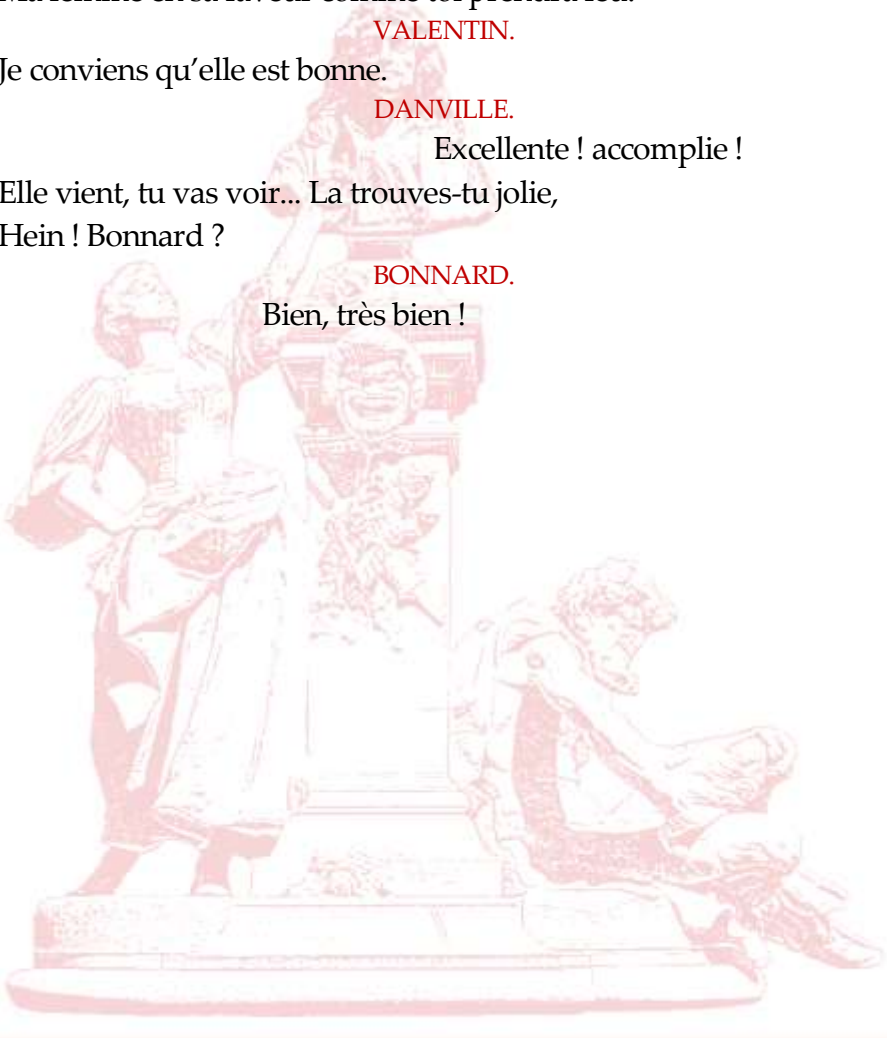 VALENTIN.
Je conviens qu’elle est bonne.
DANVILLE.
Excellente ! accomplie !
Elle vient, tu vas voir... La trouves-tu jolie,
Hein ! Bonnard ?
BONNARD.
Bien, très bien !